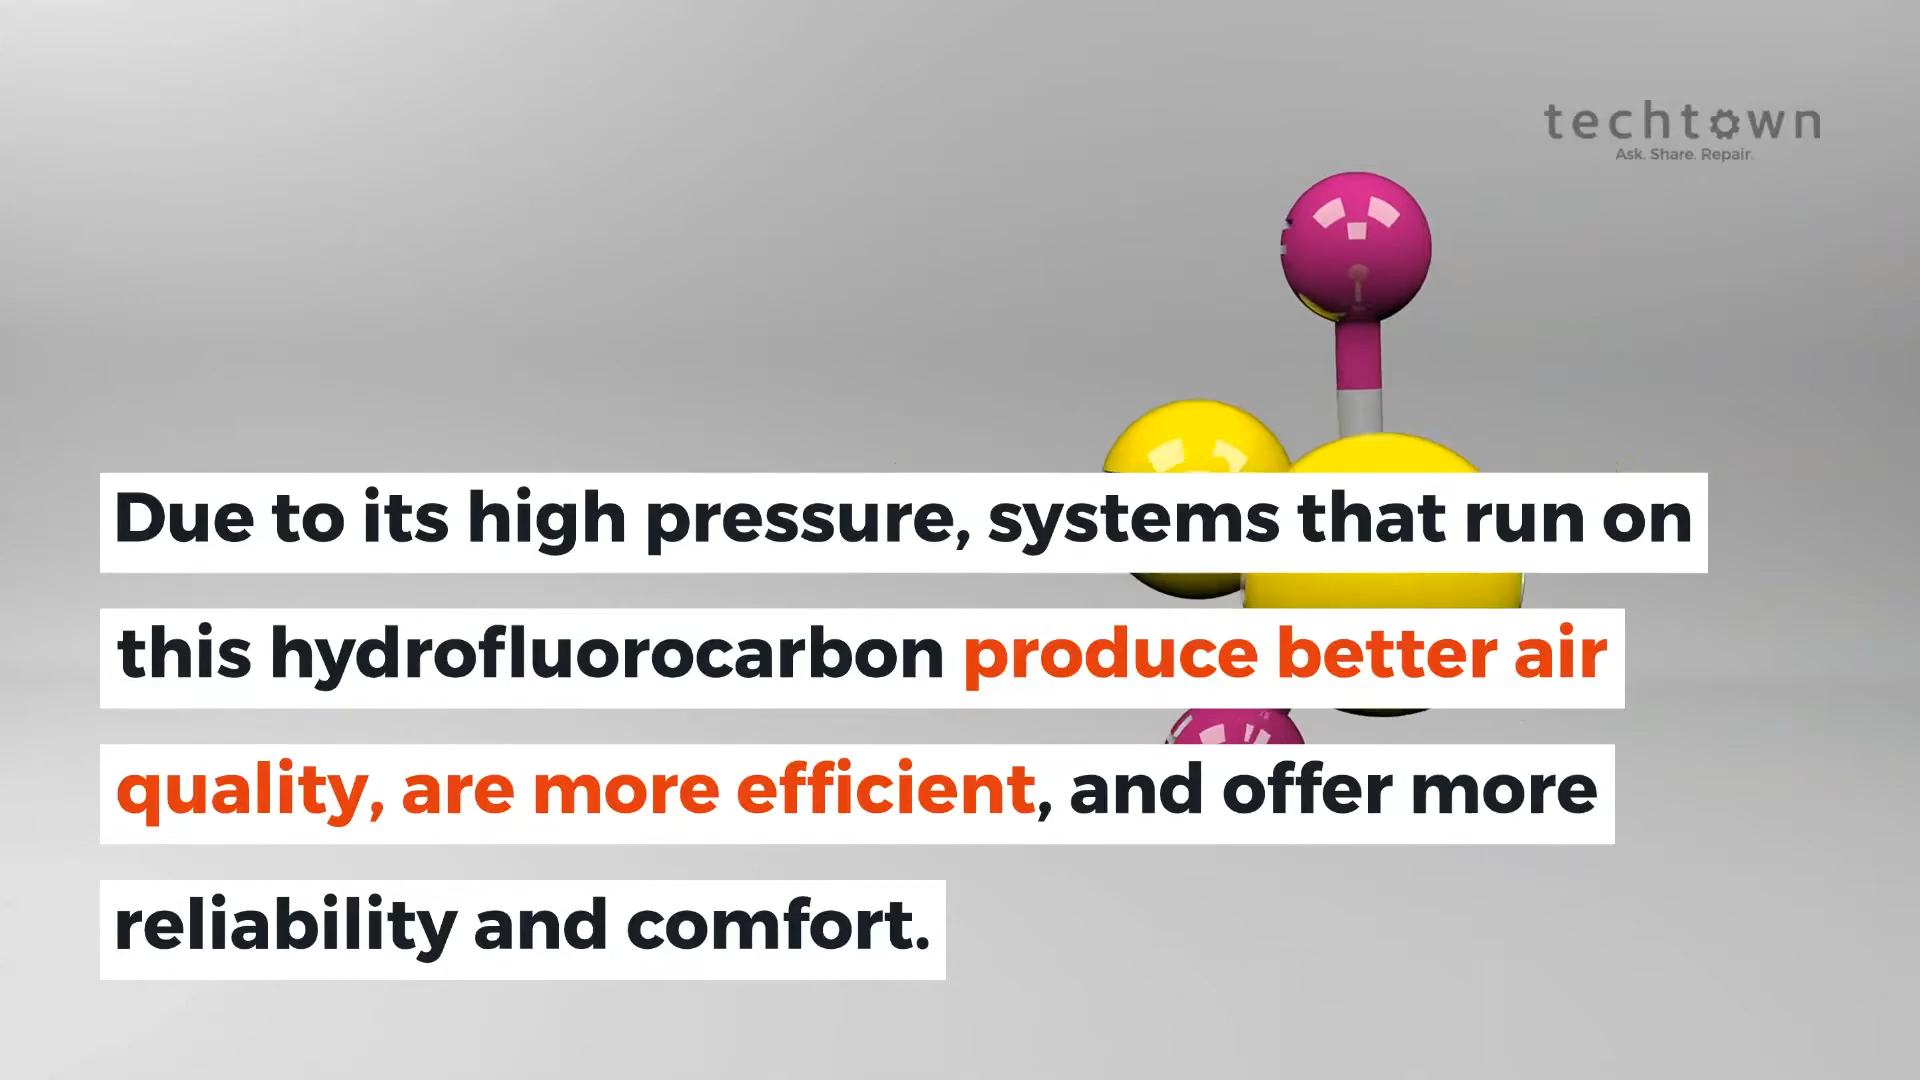 techtown
Ask. Share. Repair.
Due to its high pressure, systems that run on
this hydrofluorocarbon produce better air
quality, are more efficient, and offer more
reliability and comfort.